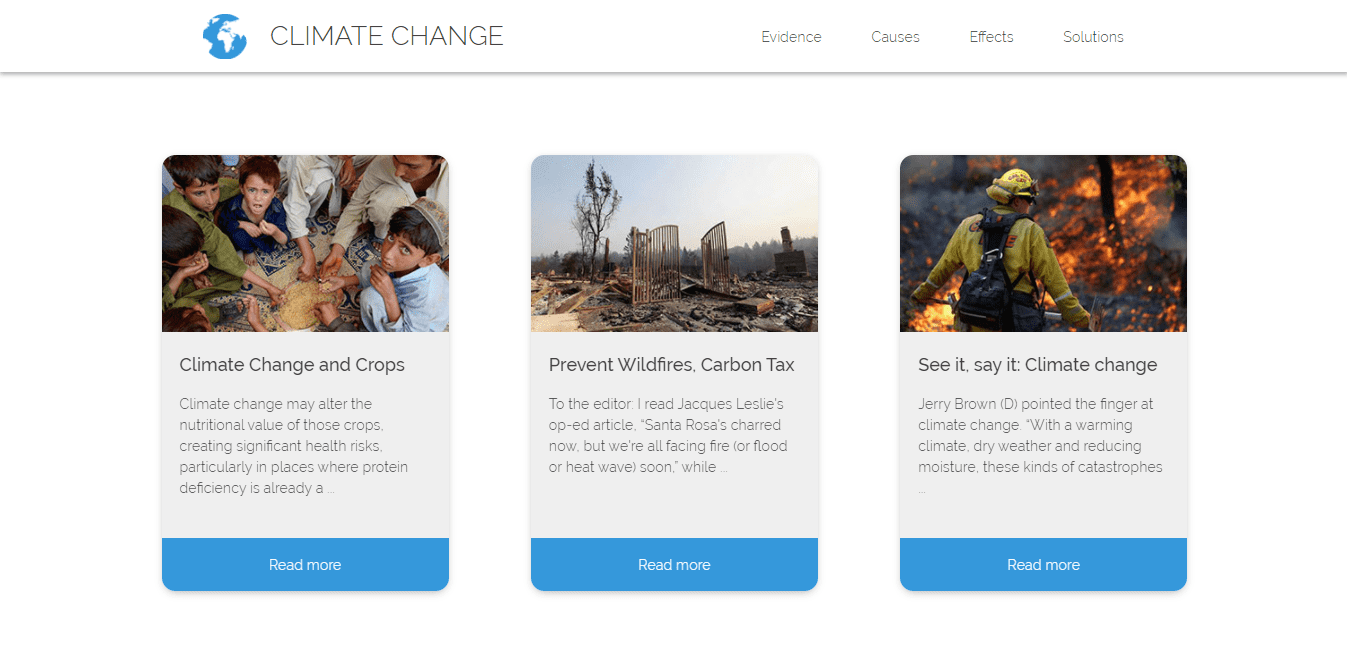 CLIMATE CHANGE
Evidence
Causes
Effects
Solutions
Climate Change and Crops
Climate change may alter the
nutritional value of those crops,
creating significant health risks,
particularly in places where protein
deficiency is already a ...
Read more
Prevent Wildfires, Carbon Tax
To the editor: I read Jacques Leslie's
op-ed article, “Santa Rosa's charred
now, but we're all facing fire (or flood
or heat wave) soon,” while ...
Read more
See it, say it: Climate change
Jerry Brown (D) pointed the finger at
climate change. “With a warming
climate, dry weather and reducing
moisture, these kinds of catastrophes
...
Read more